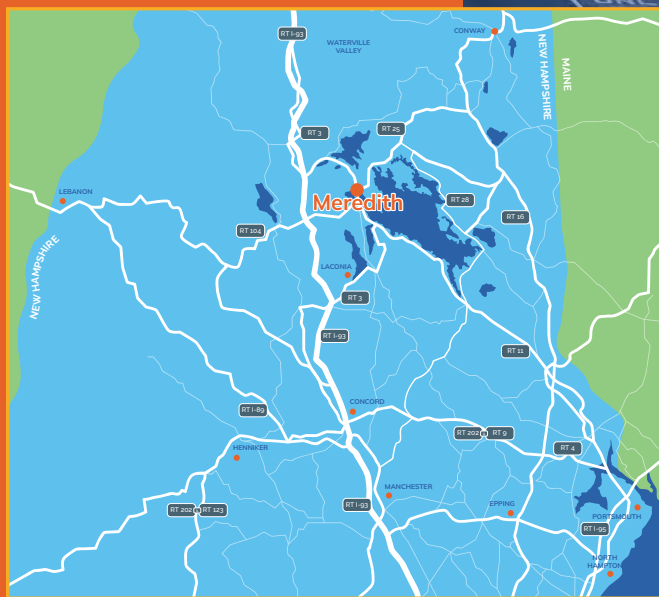 CONWAY
RT I-93
WATERVILLE
VALLEY
NEW HAMPSHIRE
MAINE
RT 3
RT 25
LEBANON
Meredith
RT 28
RT 16
RT 104
NEW HAMPSHIRE
LACONIA
RT 3
RT I-93
RT 11
CONCORD
RT I-89
RT 202
RT 9
HENNIKER
RT 4
MANCHESTER
RT I-93
EPPING
RT 202
RT 123
PORTSMOUTH
RT I-95
NORTH
HAMPTON